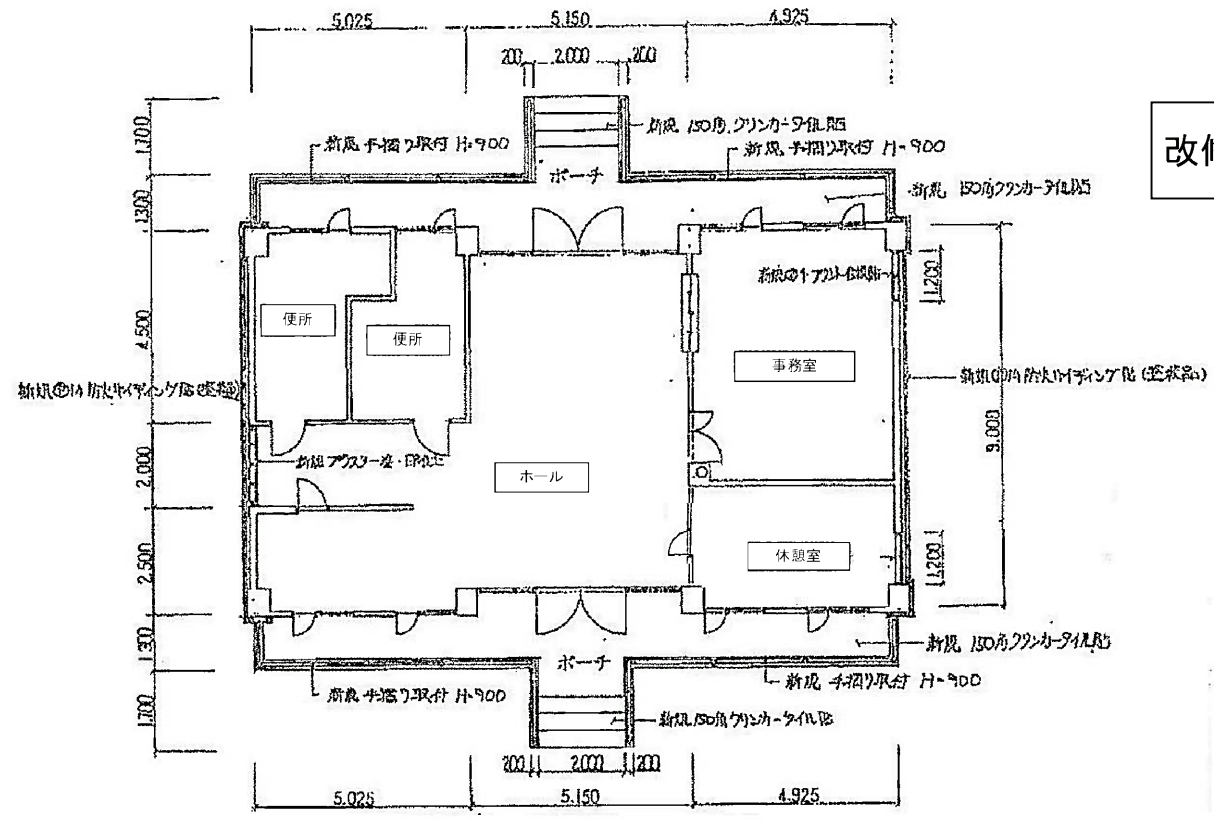 5.025 5.150 4.925
200 2.000 200
1.700
新規 150角クリンカータイル貼
新規 手摺り取付 H=900
新規 手摺り取付 H=900
改修
ポーチ
新規 150角クリンカータイル貼
1.300
1.200
4.500
便所
便所
事務室
9.000
2.000
新規 プラスター塗
ホール
2.500
休憩室
1.200
1.300
新規 150角クリンカータイル貼
ポーチ
新規 手摺り取付 H=900
新規 手摺り取付 H=900
1.700
新規 150角クリンカータイル貼
200 2.000 200
5.025 5.150 4.925